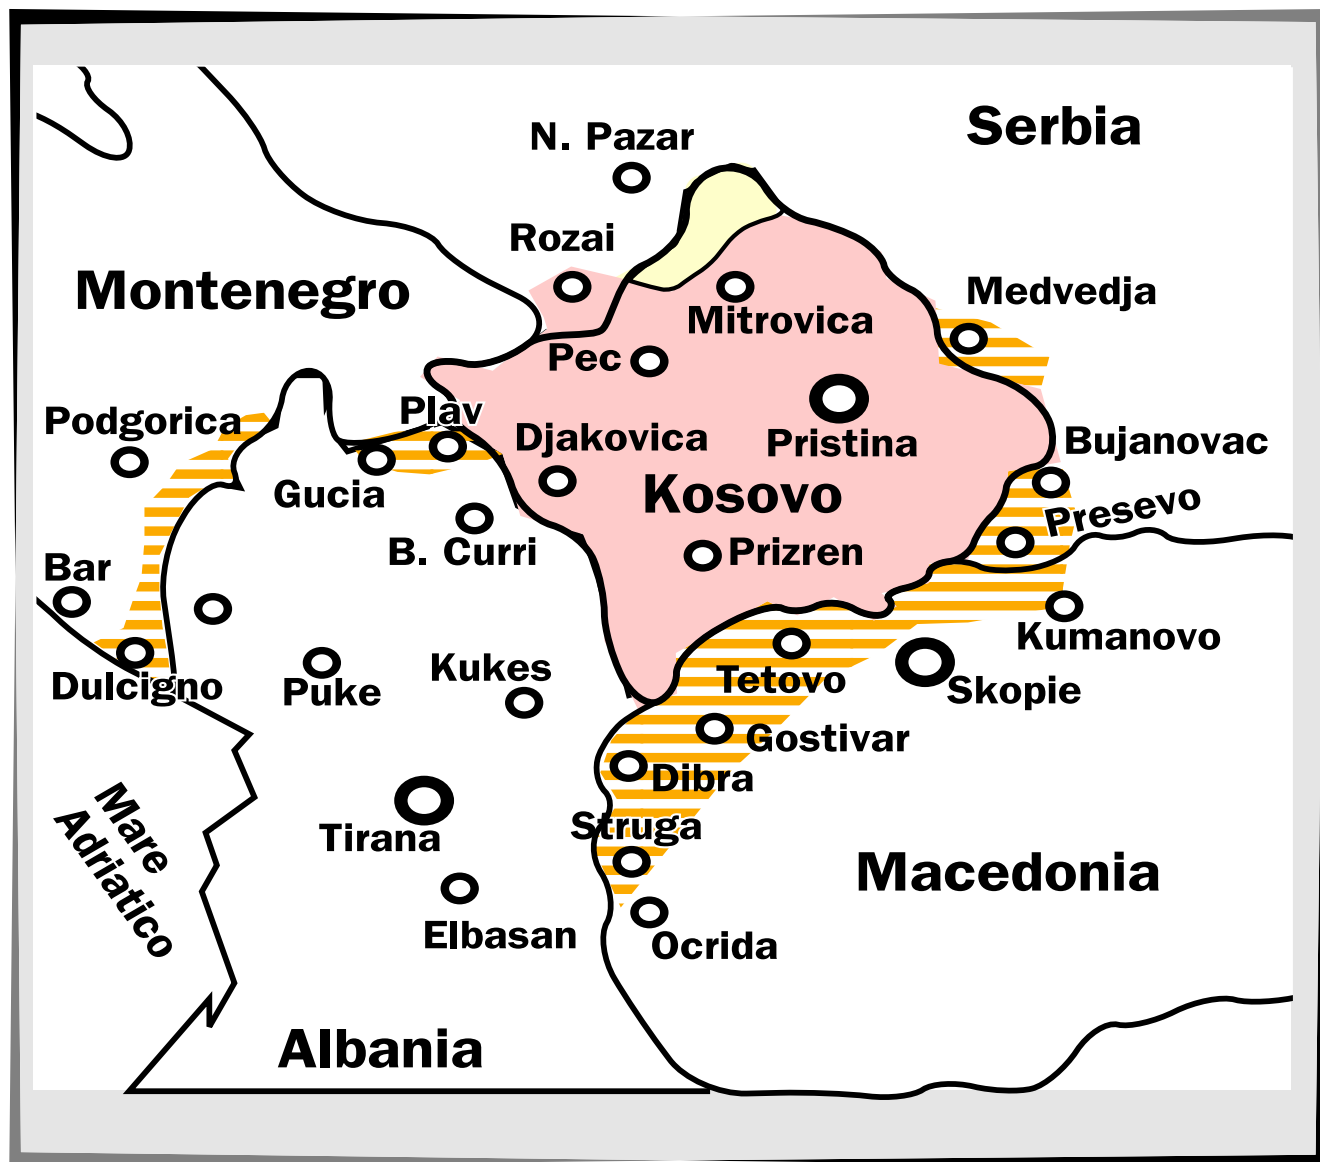 N. Pazar
Serbia
Rozai
Montenegro
Medvedja
Mitrovica
Pec
Plav
Podgorica
Djakovica
Pristina
Bujanovac
Gucia
Kosovo
Presevo
B. Curri
Prizren
Bar
Kumanovo
Kukes
Dulcigno
Puke
Tetovo
Skopie
Gostivar
Dibra
Mare
Adriatico
Tirana
Struga
Macedonia
Elbasan
Ocrida
Albania